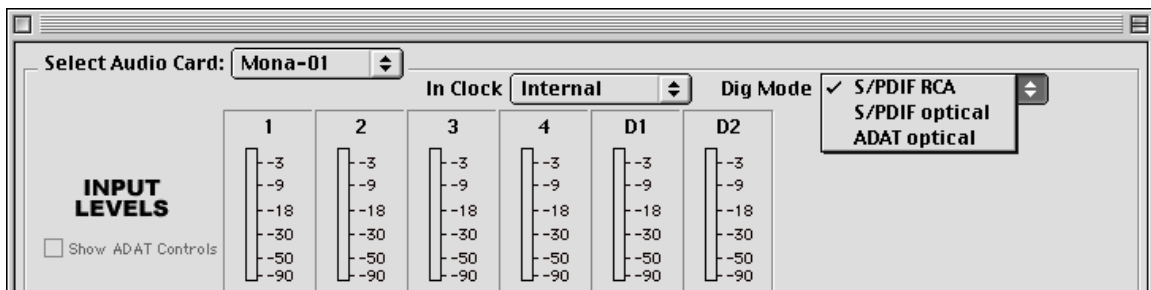 Select Audio Card: Mona-01
In Clock Internal Dig Mode ✓ S/PDIF RCA
S/PDIF optical
ADAT optical
1 2 3 4 D1 D2
INPUT
LEVELS
Show ADAT Controls
-3 -3 -3 -3 -3 -3
-9 -9 -9 -9 -9 -9
-18 -18 -18 -18 -18 -18
-30 -30 -30 -30 -30 -30
-50 -50 -50 -50 -50 -50
-90 -90 -90 -90 -90 -90